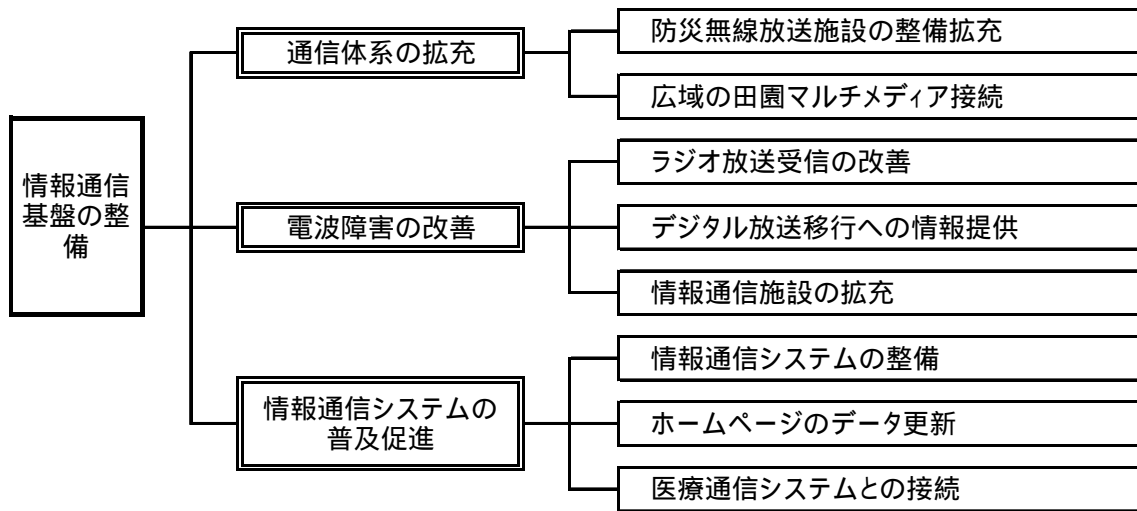 情報通信
基盤の整
備
通信体系の拡充
防災無線放送施設の整備拡充
広域の田園マルチメディア接続
電波障害の改善
ラジオ放送受信の改善
デジタル放送移行への情報提供
情報通信施設の拡充
情報通信システムの
普及促進
情報通信システムの整備
ホームページのデータ更新
医療通信システムとの接続